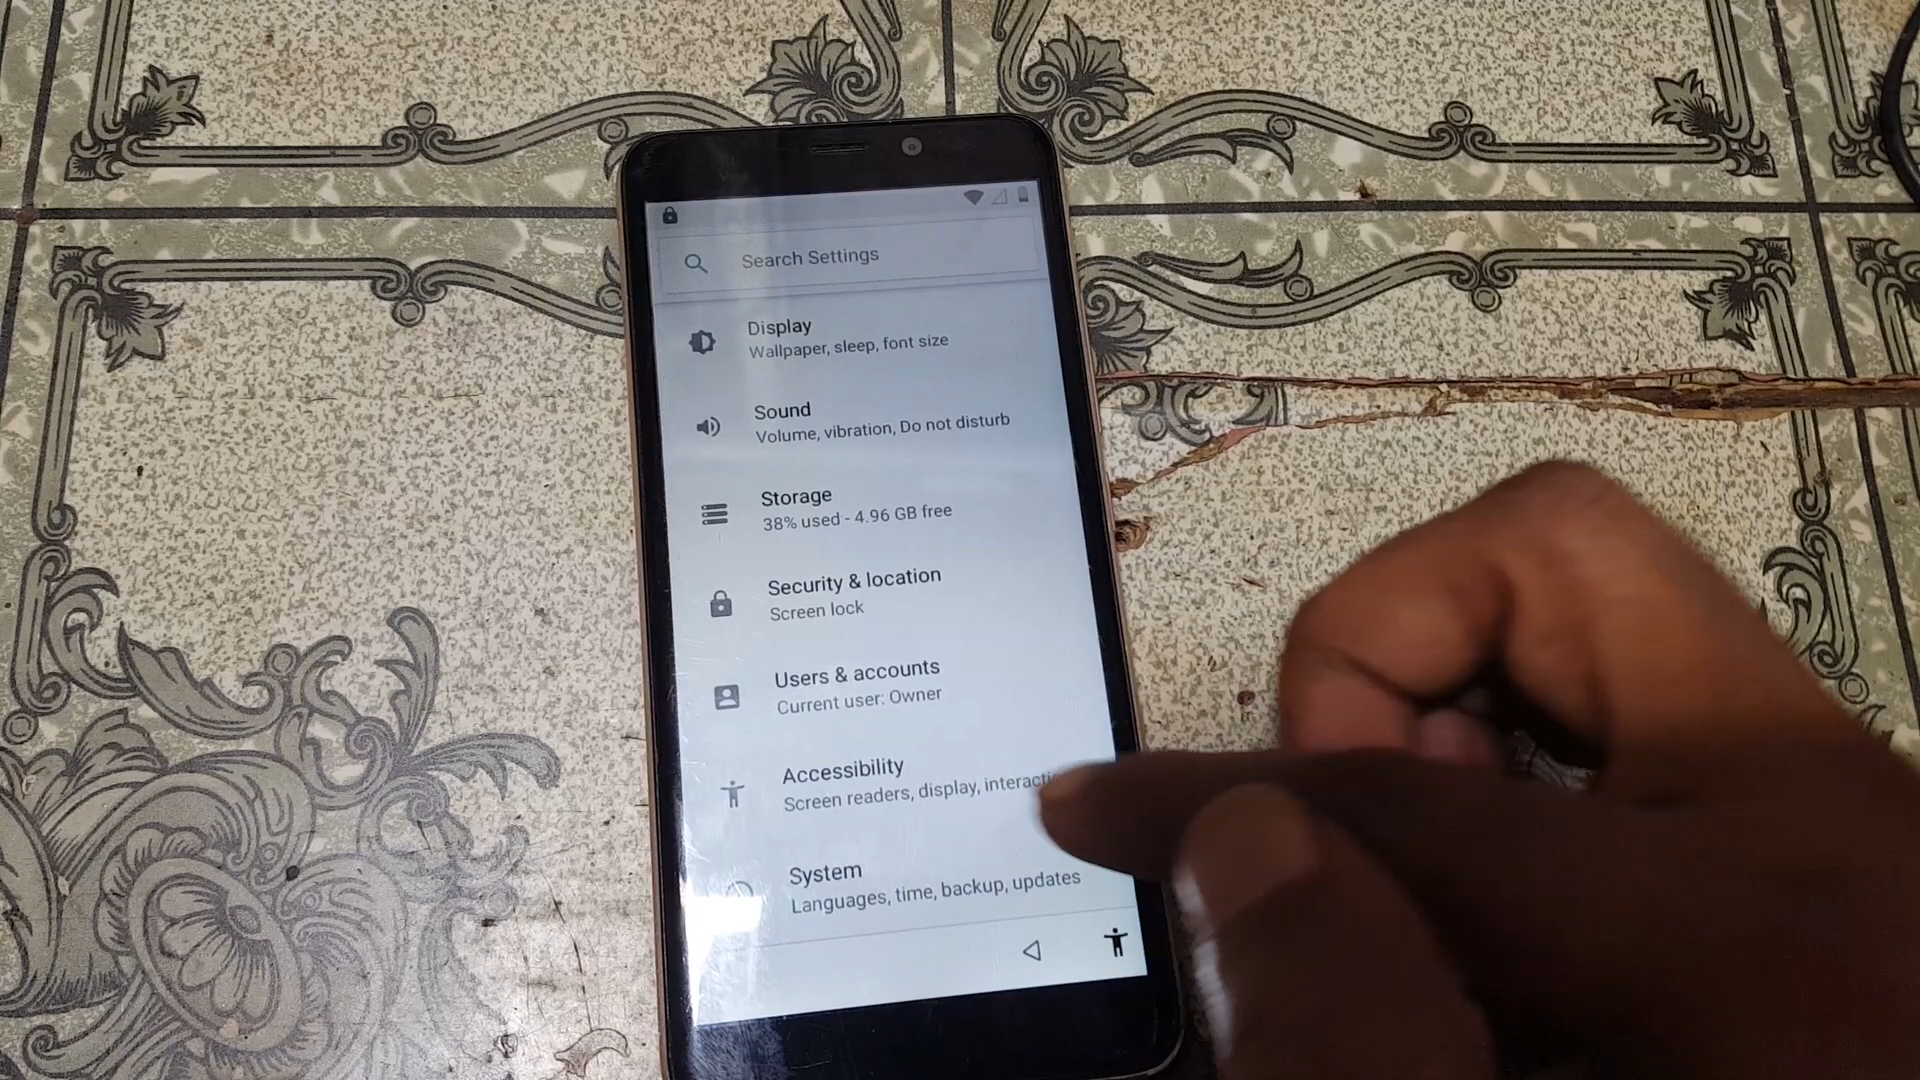 Search Settings
Display
Wallpaper, sleep, font size
Sound
Volume, vibration, Do not disturb
Storage
38% used - 4.96 GB free
Security & location
Screen lock
Users & accounts
Current user: Owner
Accessibility
Screen readers, display,
System
Languages, time, backup, updates